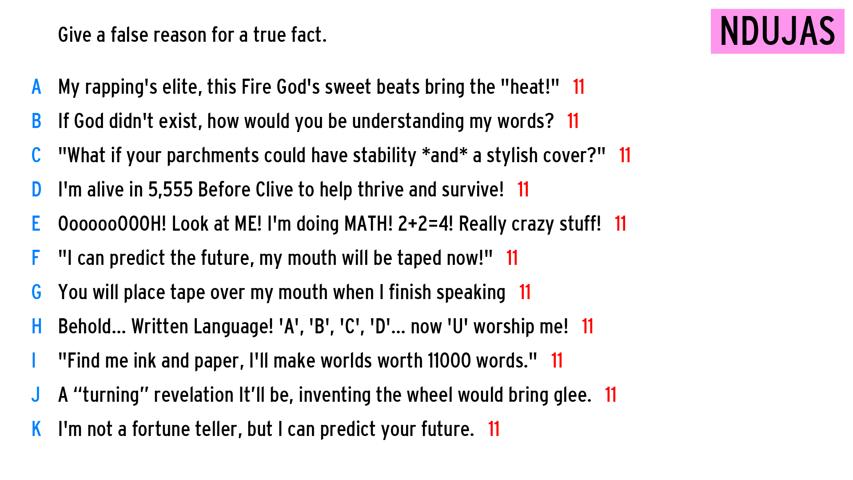 Give a false reason for a true fact.
NDUJAS
A My rapping's elite, this Fire God's sweet beats bring the "heat!" 11
B If God didn't exist, how would you be understanding my words? 11
C "What if your parchments could have stability *and* a stylish cover?" 11
D I'm alive in 5,555 Before Clive to help thrive and survive! 11
E OoooooOOOH! Look at ME! I'm doing MATH! 2+2=4! Really crazy stuff! 11
F "I can predict the future, my mouth will be taped now!" 11
G You will place tape over my mouth when I finish speaking 11
H Behold... Written Language! 'A', 'B', 'C', 'D'... now 'U' worship me! 11
I "Find me ink and paper, I'll make worlds worth 11000 words." 11
J A “turning” revelation It’ll be, inventing the wheel would bring glee. 11
K I'm not a fortune teller, but I can predict your future. 11